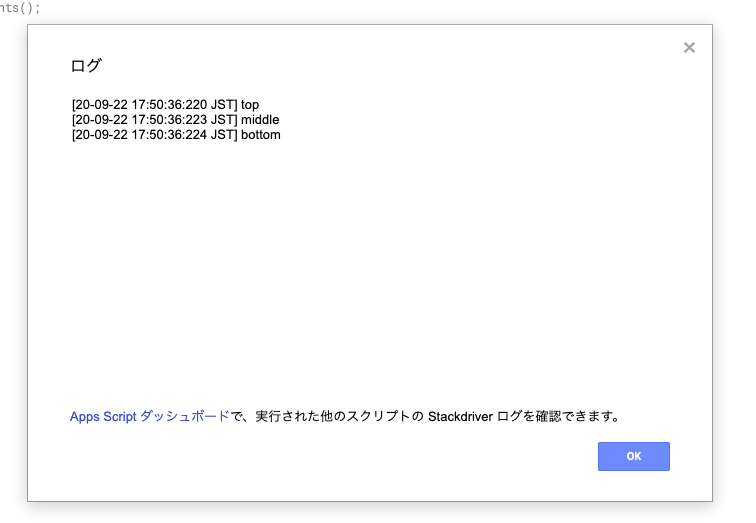 nts();
ログ
×
[20-09-22 17:50:36:220 JST] top
[20-09-22 17:50:36:223 JST] middle
[20-09-22 17:50:36:224 JST] bottom
Apps Script ダッシュボードで、実行された他のスクリプトの Stackdriver ログを確認できます。
OK